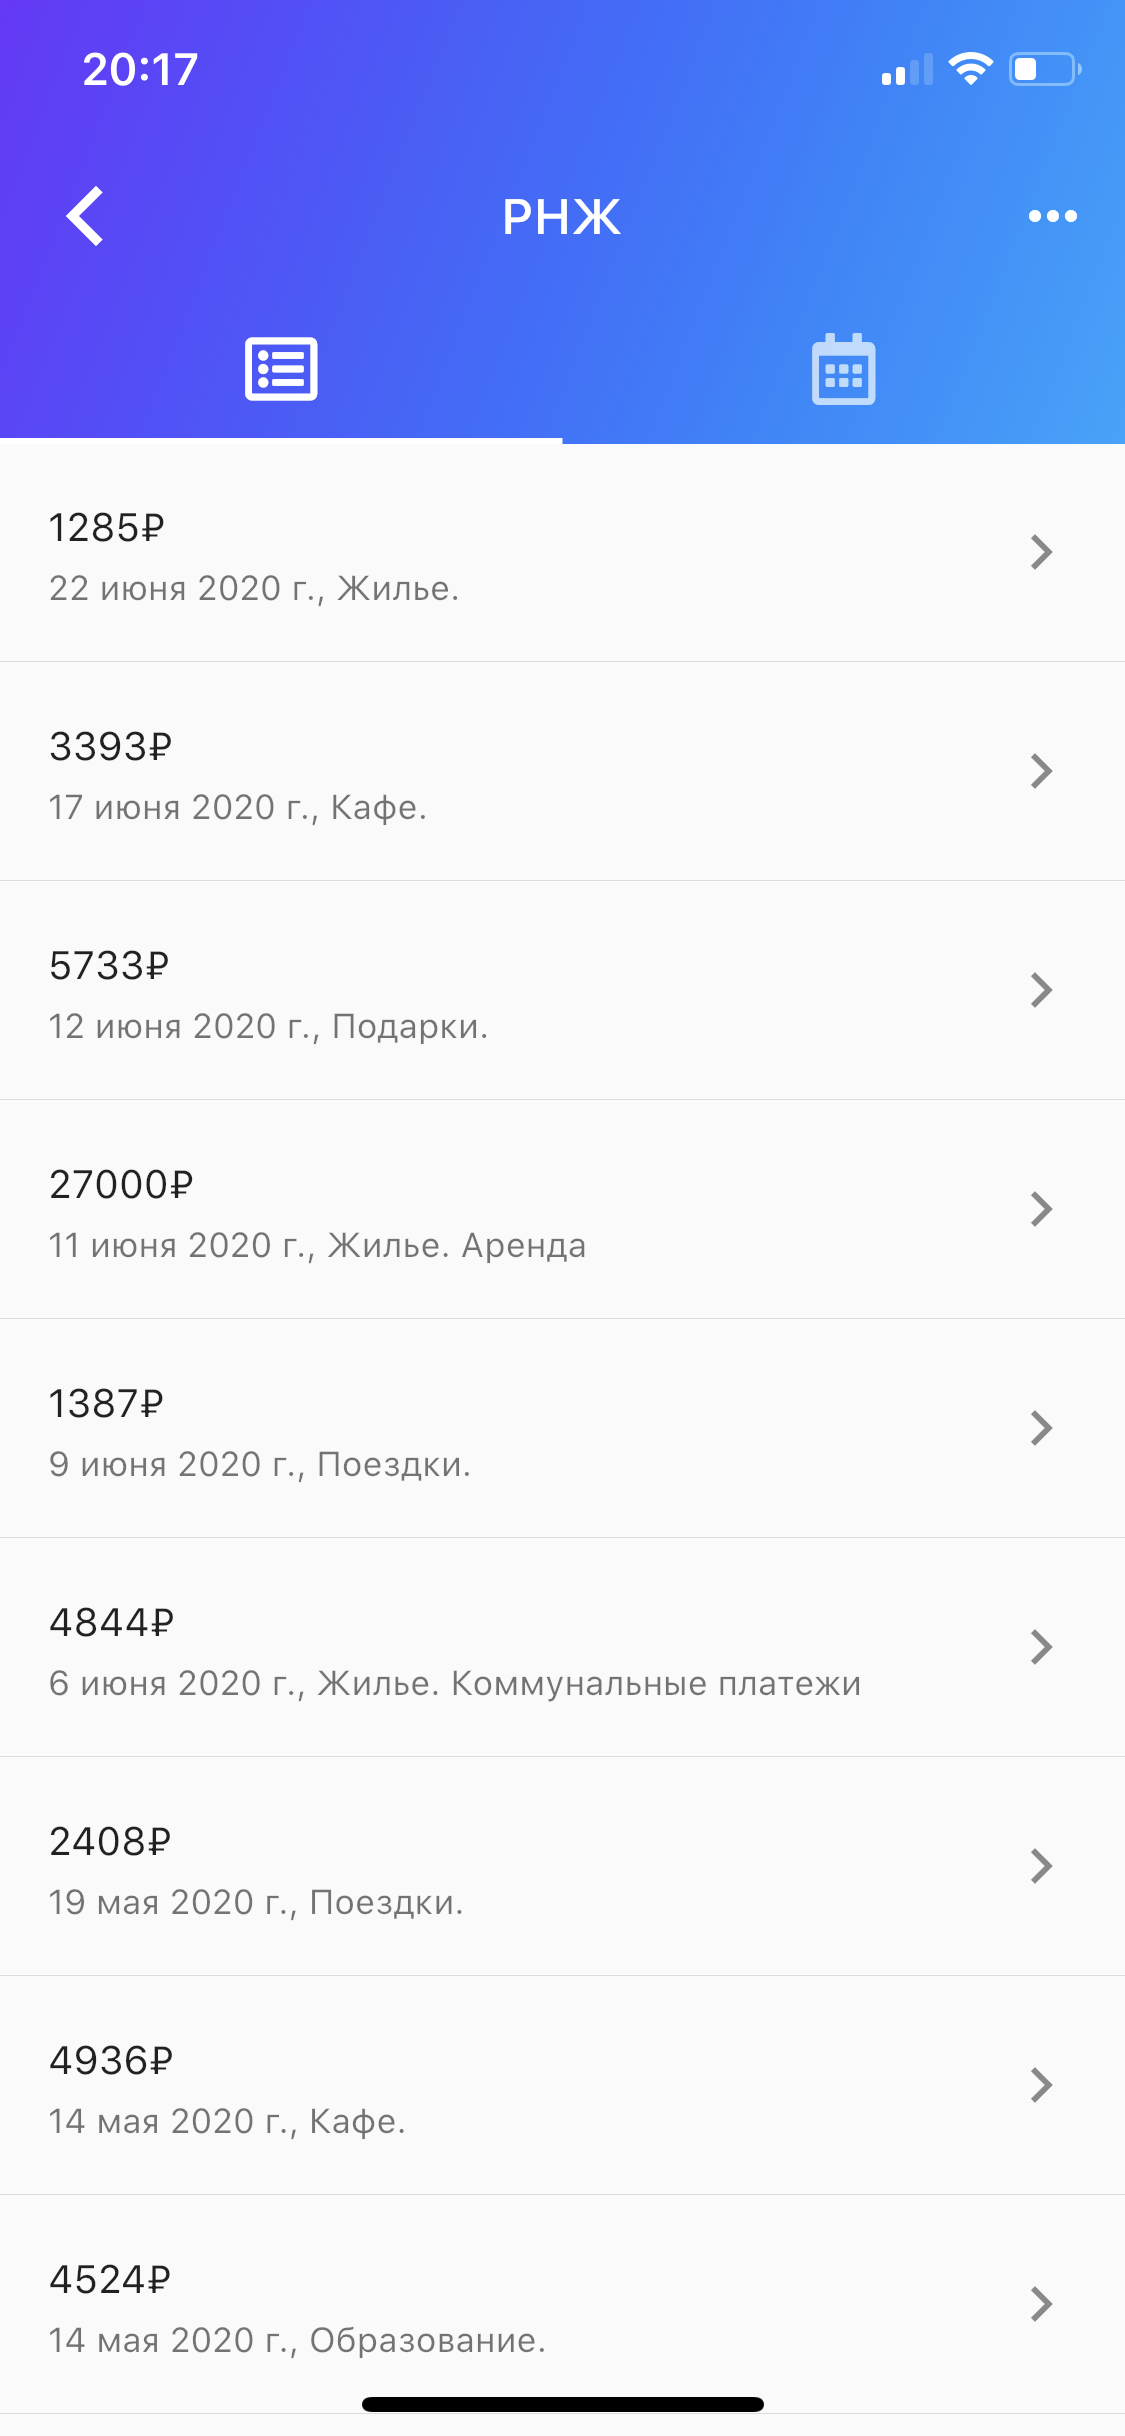 20:17
РНЖ
1285₽
22 июня 2020 г., Жилье.
3393₽
17 июня 2020 г., Кафе.
5733₽
12 июня 2020 г., Подарки.
27000₽
11 июня 2020 г., Жилье. Аренда
1387₽
9 июня 2020 г., Поездки.
4844₽
6 июня 2020 г., Жилье. Коммунальные платежи
2408₽
19 мая 2020 г., Поездки.
4936₽
14 мая 2020 г., Кафе.
4524₽
14 мая 2020 г., Образование.